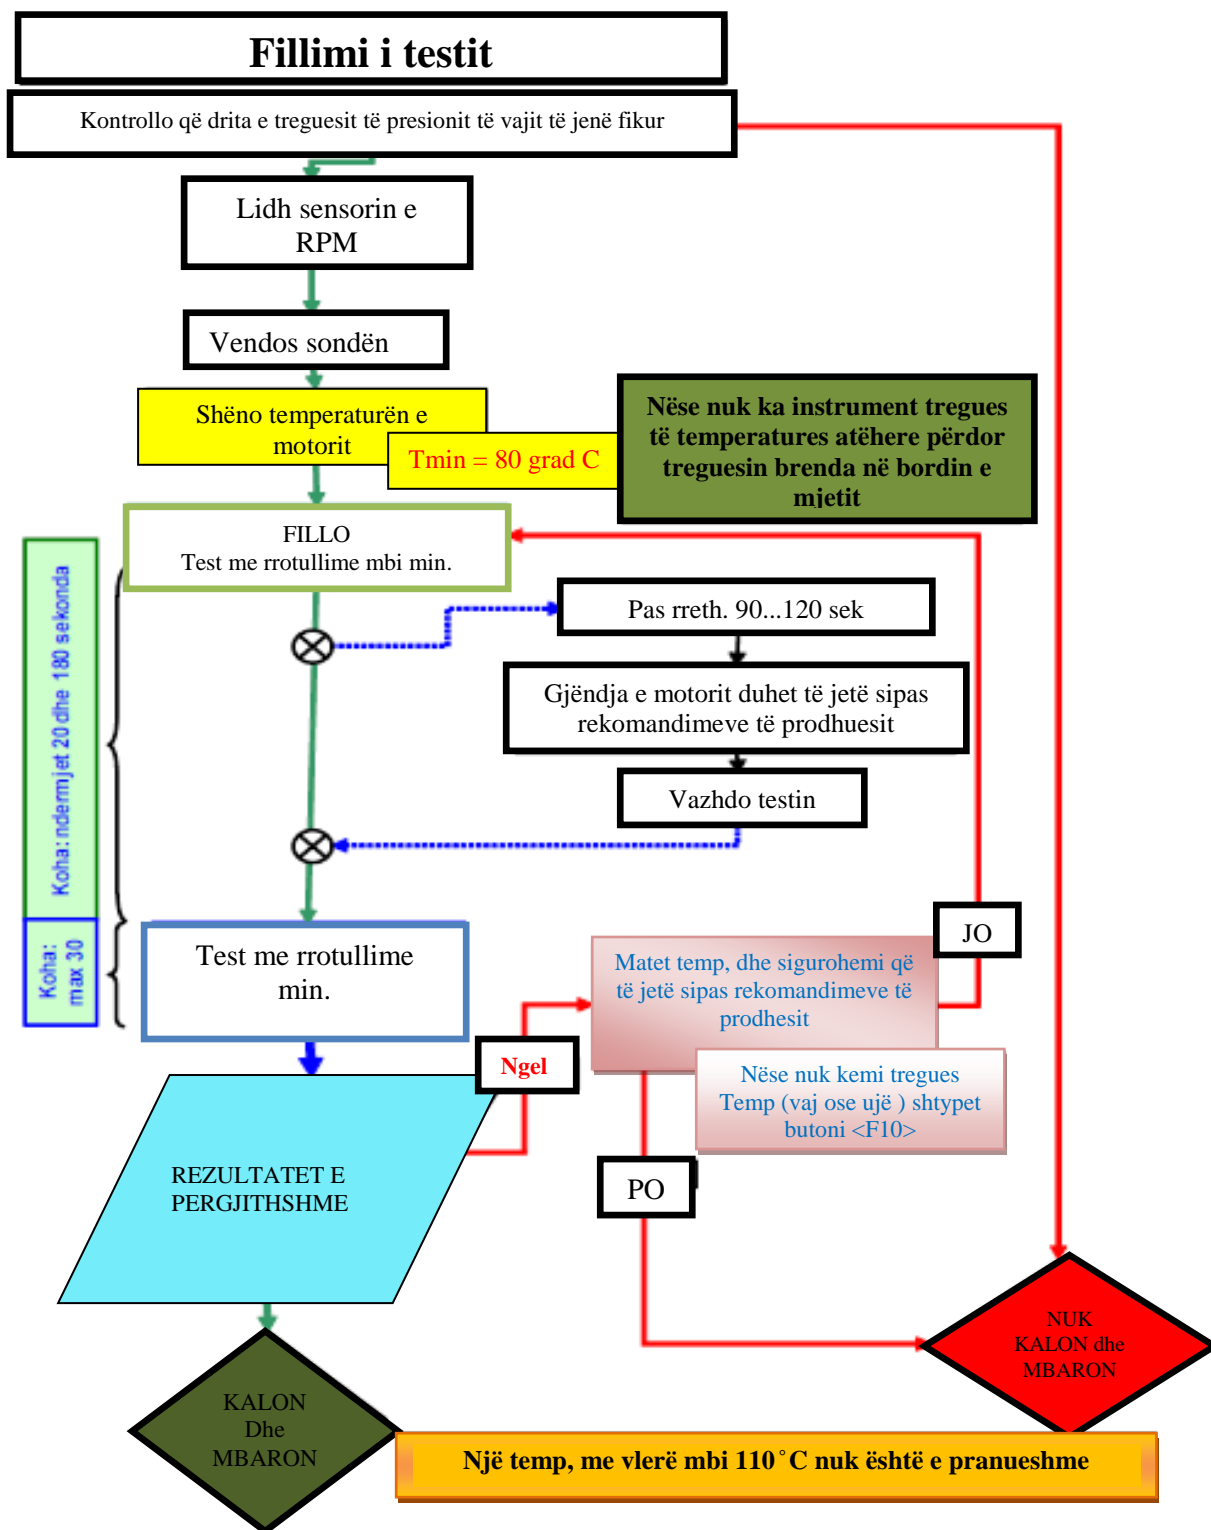 Fillimi i testit
Kontrollo që drita e treguesit të presionit të vajit të jenë fikur
Lidh sensorin e
RPM
Vendos sondën
Shëno temperaturën e
motorit
Tmin = 80 grad C
Nëse nuk ka instrument tregues
të temperatures atëhere përdor
treguesin brenda në bordin e
mjetit
FILLO
Test me rrotullime mbi min.
Koha: ndermjet 20 dhe 180 sekonda
Pas rreth. 90...120 sek
Gjëndja e motorit duhet të jetë sipas
rekomandimeve të prodhuesit
Vazhdo testin
Koha:
max 30
Test me rrotullime
min.
JO
Matet temp, dhe sigurohemi që
të jetë sipas rekomandimeve të
prodhesit
Ngel
Nëse nuk kemi tregues
Temp (vaj ose ujë ) shtypet
butoni <F10>
REZULTATET E
PERGJITHSHME
PO
NUK
KALON dhe
MBARON
KALON
Dhe
MBARON
Një temp, me vlerë mbi 110°C nuk është e pranueshme